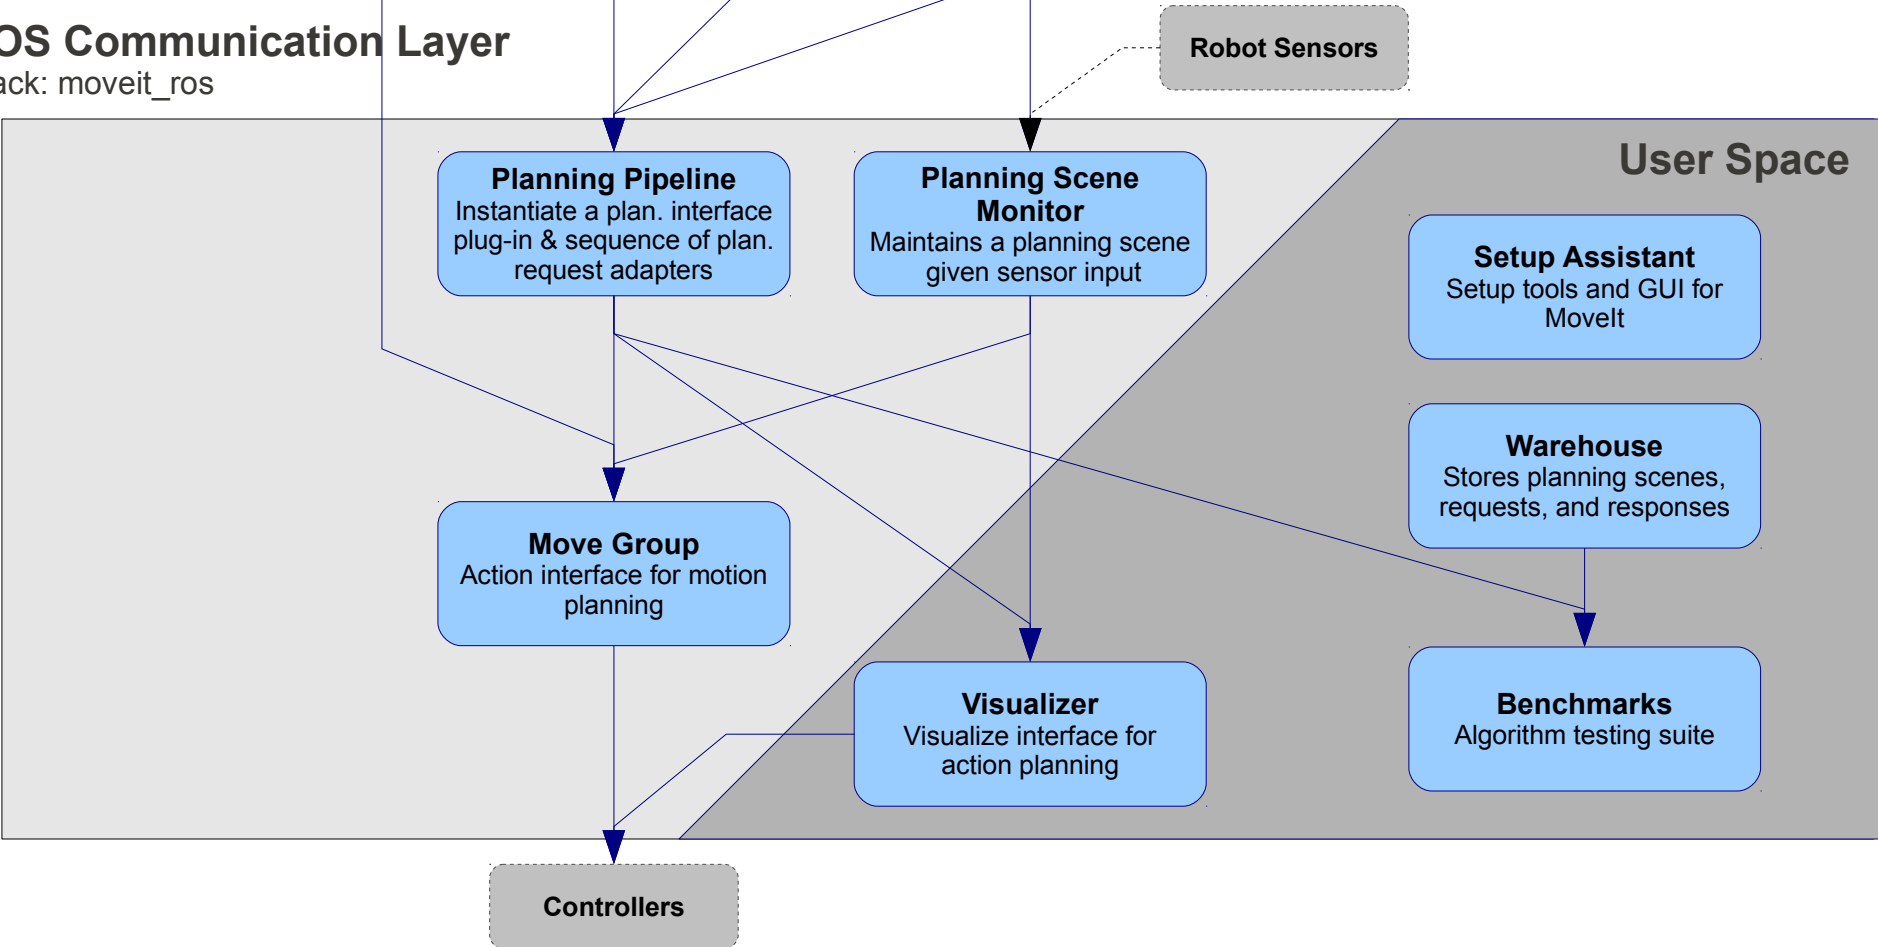 OS Communication Layer
ack: moveit_ros
Robot Sensors
User Space
Planning Pipeline
Instantiate a plan. interface
plug-in & sequence of plan.
request adapters
Planning Scene
Monitor
Maintains a planning scene
given sensor input
Setup Assistant
Setup tools and GUI for
MoveIt
Warehouse
Stores planning scenes,
requests, and responses
Move Group
Action interface for motion
planning
Visualizer
Visualize interface for
action planning
Benchmarks
Algorithm testing suite
Controllers